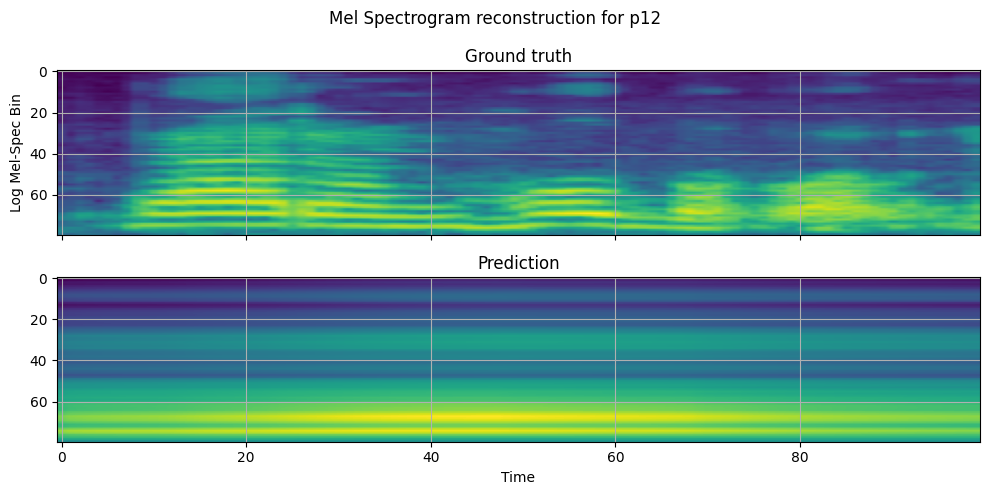 Mel Spectrogram reconstruction for p12
Ground truth
0
20
40
60
Log Mel-Spec Bin
Prediction
0
20
40
60
0 20 40 60 80
Time